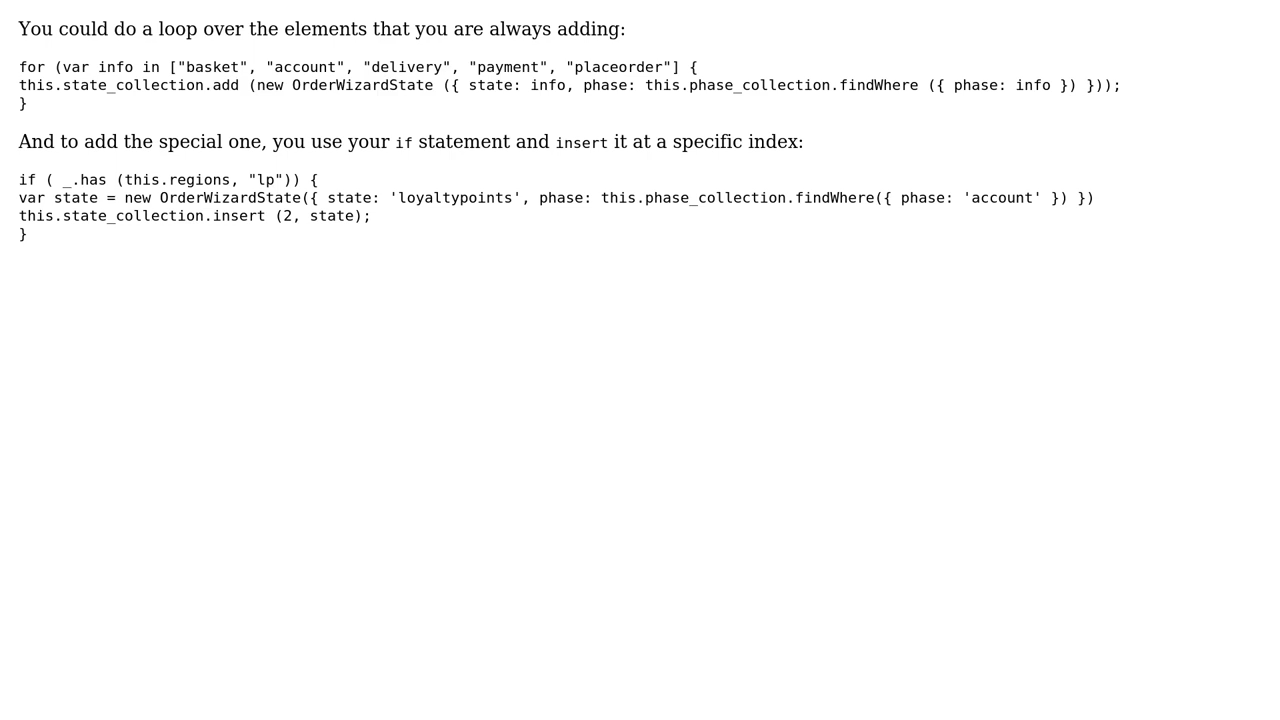 You could do a loop over the elements that you are always adding:
for (var info in ["basket", "account", "delivery", "payment", "placeorder"] {
this.state_collection.add (new OrderWizardState ({ state: info, phase: this.phase_collection.findWhere ({ phase: info }) }));
}
And to add the special one, you use your if statement and insert it at a specific index:
if ( _.has (this.regions, "lp")) {
var state = new OrderWizardState({ state: 'loyaltypoints', phase: this.phase_collection.findWhere({ phase: 'account' }) })
this.state_collection.insert (2, state);
}